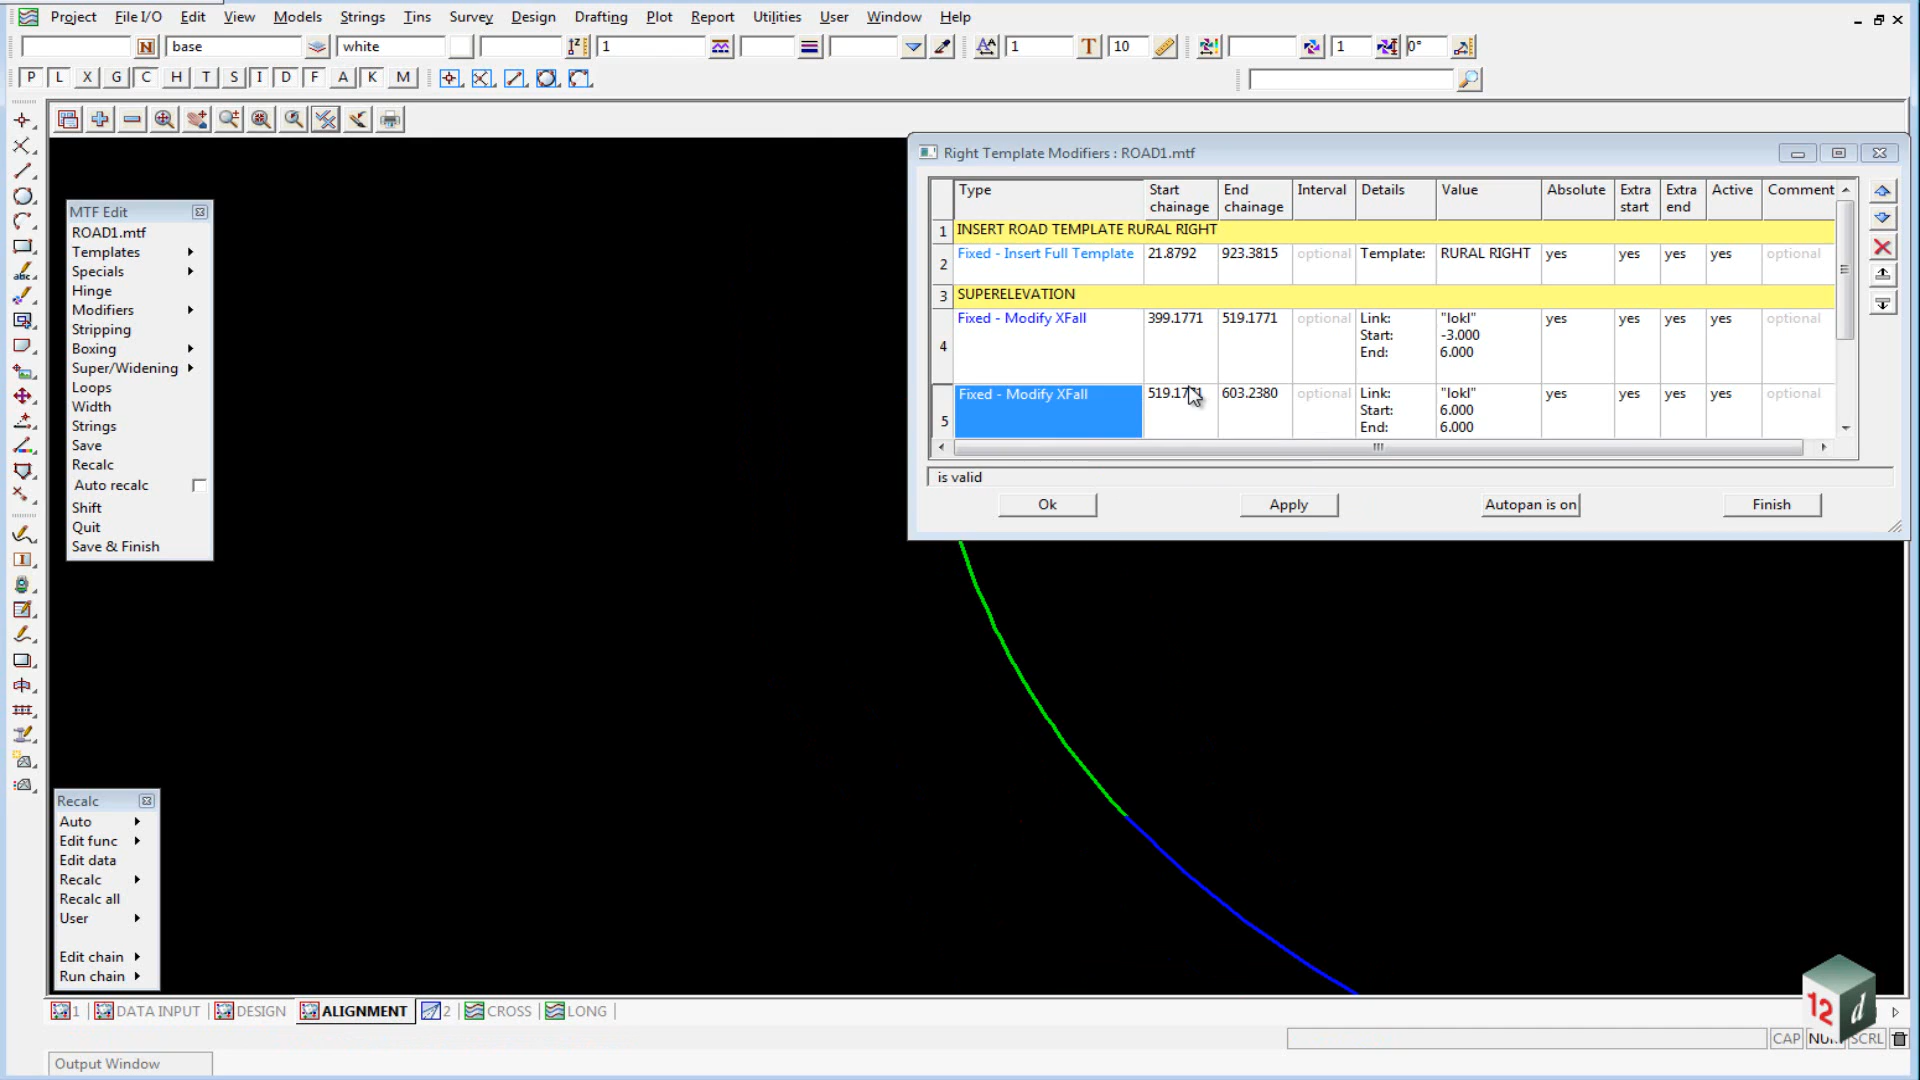 Project File I/O Edit View Models Strings Tins Survey Design Drafting Plot Report Utilities User Window Help
N base white 1 T 1 10 1 0°
P L X G C H T S I D F A K M
Right Template Modifiers : ROAD1.mtf
Type Start chainage End chainage Interval Details Value Absolute Extra start Extra end Active Comment
1 INSERT ROAD TEMPLATE RURAL RIGHT
2 Fixed - Insert Full Template 21.8792 923.3815 optional Template: RURAL RIGHT yes yes yes yes optional
3 SUPERELEVATION
4 Fixed - Modify XFall 399.1771 519.1771 optional Link: "lokl" yes yes yes yes optional
Start: -3.000
End: 6.000
5 Fixed - Modify XFall 519.1771 603.2380 optional Link: "lokl" yes yes yes yes optional
Start: 6.000
End: 6.000
is valid
Ok Apply Autopan is on Finish
MTF Edit
ROAD1.mtf
Templates
Specials
Hinge
Modifiers
Stripping
Boxing
Super/Widening
Loops
Width
Strings
Save
Recalc
Auto recalc
Shift
Quit
Save & Finish
Recalc
Auto
Edit func
Edit data
Recalc
Recalc all
User
Edit chain
Run chain
1 DATA INPUT DESIGN ALIGNMENT 2 CROSS LONG
12 d
CAP NUM SCRL
Output Window